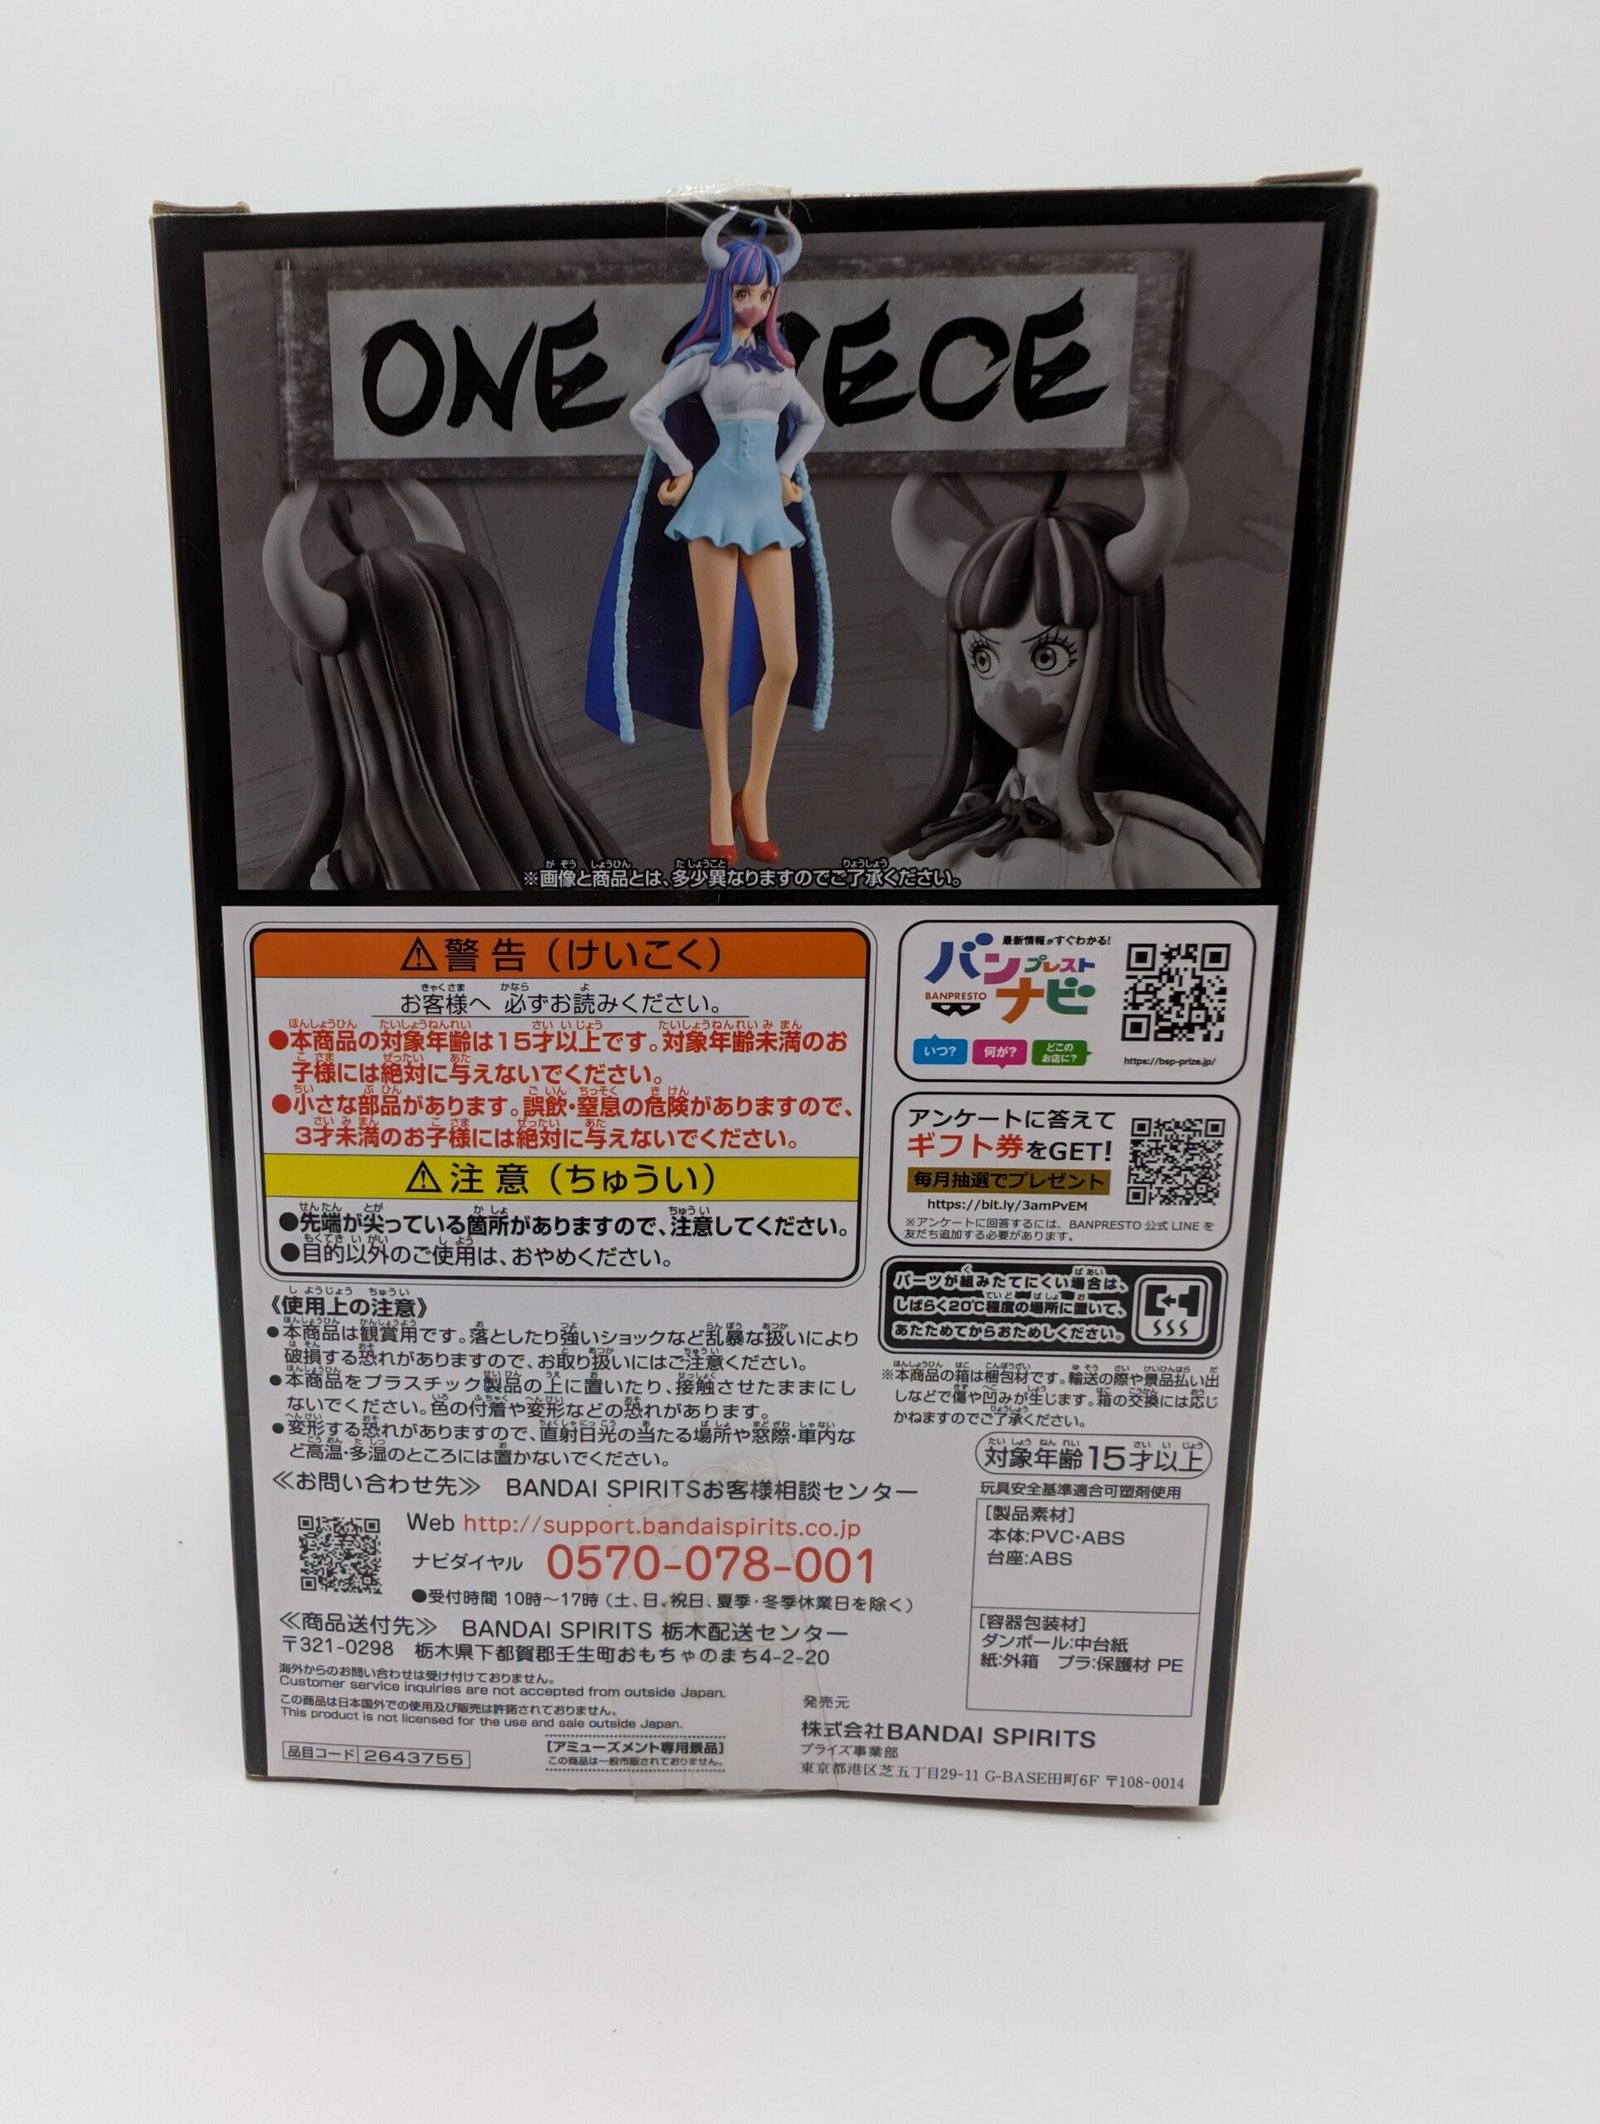 ONE PIECE
※画像と商品とは、多少異なりますのでご了承ください。
⚠警告（けいこく）
お客様へ 必ずお読みください。
●本商品の対象年齢は15才以上です。対象年齢未満のお
子様には絶対に与えないでください。
●小さな部品があります。誤飲・窒息の危険がありますので、
3才未満のお子様には絶対に与えないでください。
⚠注意（ちゅうい）
●先端が尖っている箇所がありますので、注意してください。
●目的以外のご使用は、おやめください。
《使用上の注意》
●本商品は観賞用です。落としたり強いショックなど乱暴な扱いにより
破損する恐れがありますので、お取り扱いにはご注意ください。
●本商品をプラスチック製品の上に置いたり、接触させたままにし
ないでください。色の付着や変形などの恐れがあります。
●変形する恐れがありますので、直射日光の当たる場所や窓際・車内な
ど高温・多湿のところには置かないでください。
≪お問い合わせ先≫ BANDAI SPIRITSお客様相談センター
Web http://support.bandaispirits.co.jp
ナビダイヤル 0570-078-001
●受付時間 10時～17時（土、日、祝日、夏季・冬季休業日を除く）
≪商品送付先≫ BANDAI SPIRITS 栃木配送センター
〒321-0298 栃木県下都賀郡壬生町おもちゃのまち4-2-20
海外からのお問い合わせは受け付けておりません。
Customer service inquiries are not accepted from outside Japan.
この商品は日本国外での使用及び販売は許諾されておりません。
This product is not licensed for the use and sale outside Japan.
品目コード 2643755
【アミューズメント専用景品】
この商品は一般市販されておりません。
最新情報がすぐわかる!
バンプレストナビ
BANPRESTO
いつ? 何が? どこのお店に?
https://bsp-prize.jp/
アンケートに答えて
ギフト券をGET!
毎月抽選でプレゼント
https://bit.ly/3amPvEM
※アンケートに回答するには、BANPRESTO 公式 LINE を
友だち追加する必要があります。
パーツが組みたてにくい場合は、
しばらく20℃程度の場所に置いて、
あたためてからおためしください。
※本商品の箱は梱包材です。輸送の際や景品払い出
しなどで傷や凹みが生じます。箱の交換には応じ
かねますのでご了承ください。
対象年齢15才以上
玩具安全基準適合可塑剤使用
[製品素材]
本体:PVC・ABS
台座:ABS
[容器包装材]
ダンボール:中台紙
紙:外箱 プラ:保護材 PE
発売元
株式会社BANDAI SPIRITS
プライズ事業部
東京都港区芝五丁目29-11 G-BASE田町6F 〒108-0014